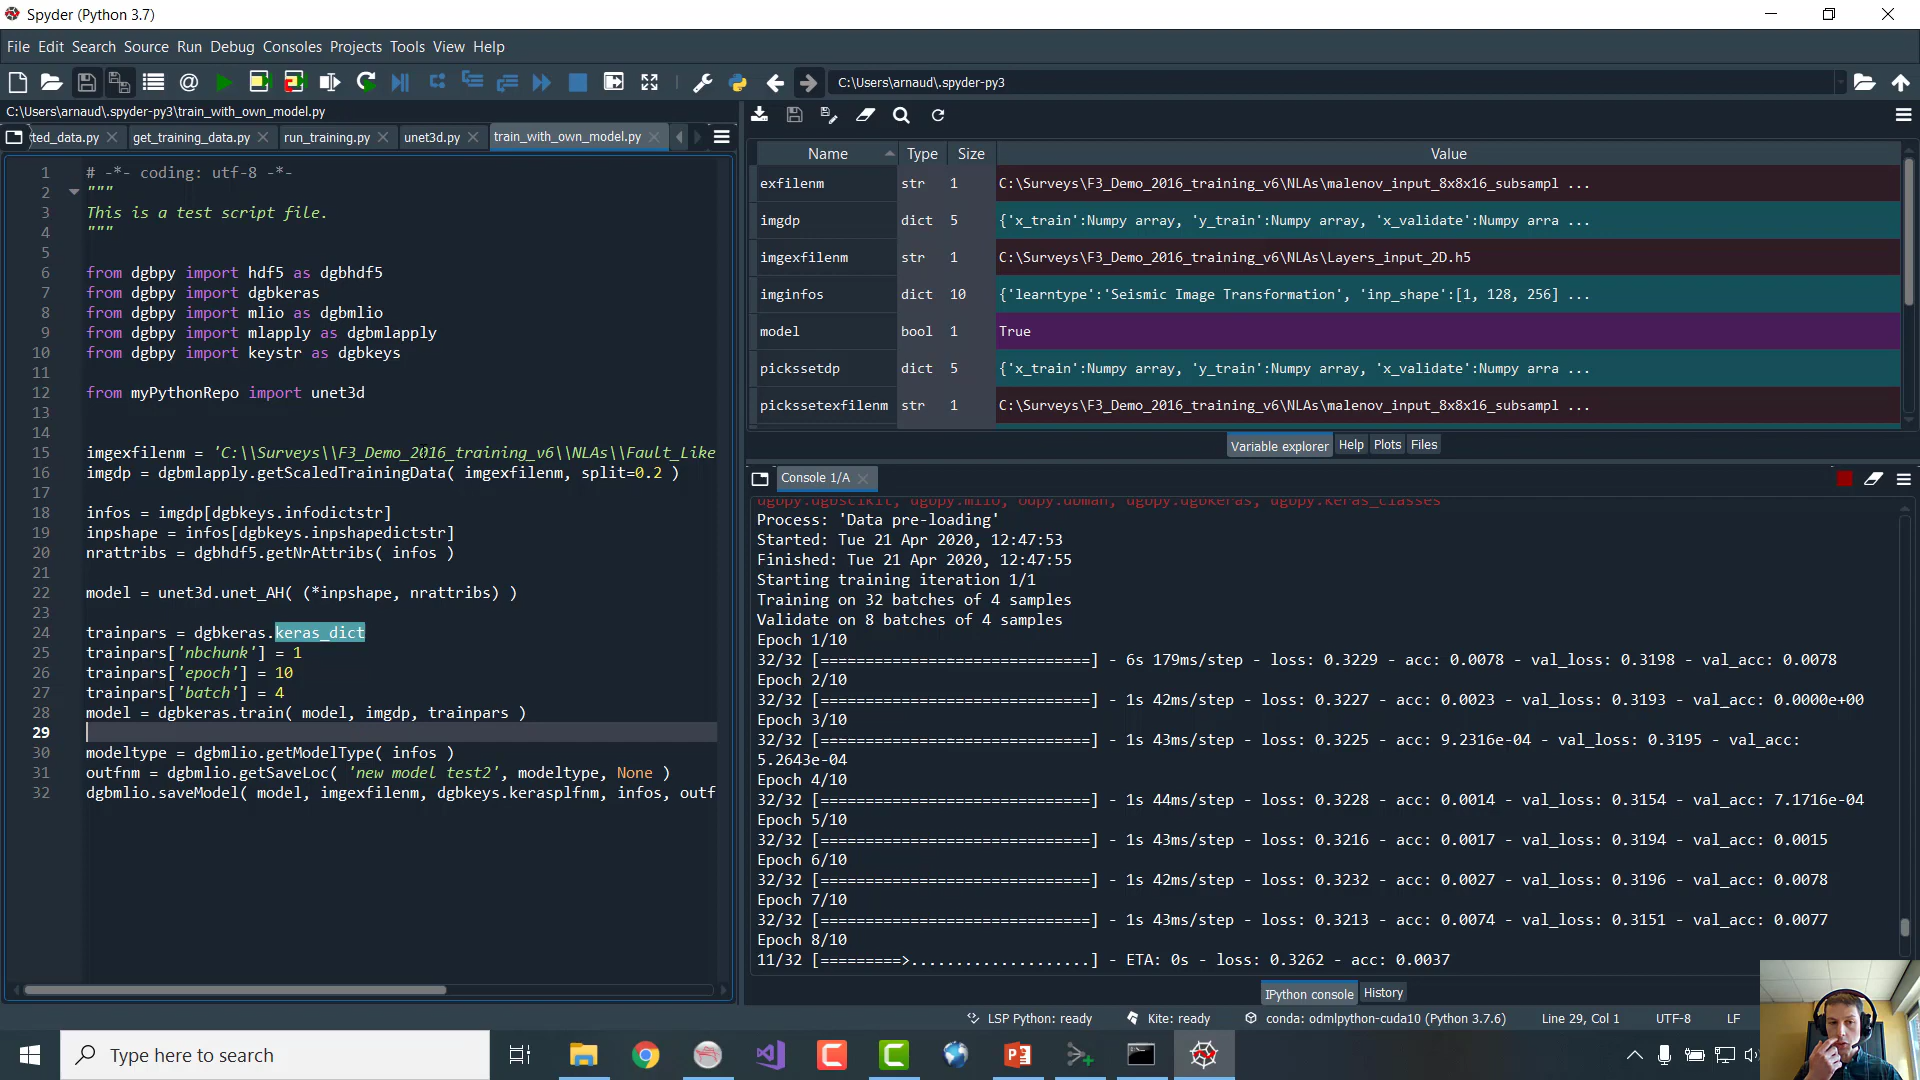 Spyder (Python 3.7)
File Edit Search Source Run Debug Consoles Projects Tools View Help
C:\Users\arnaud\.spyder-py3
C:\Users\arnaud\.spyder-py3\train_with_own_model.py
ted_data.py get_training_data.py run_training.py unet3d.py train_with_own_model.py
1 # -*- coding: utf-8 -*-
2 """
3 This is a test script file.
4 """
5
6 from dgbpy import hdf5 as dgbhdf5
7 from dgbpy import dgbkeras
8 from dgbpy import mlio as dgbmlio
9 from dgbpy import mlapply as dgbmlapply
10 from dgbpy import keystr as dgbkeys
11
12 from myPythonRepo import unet3d
13
14
15 imgexfilenm = 'C:\\Surveys\\F3_Demo_2016_training_v6\\NLAs\\Fault_Like
16 imgdp = dgbmlapply.getScaledTrainingData( imgexfilenm, split=0.2 )
17
18 infos = imgdp[dgbkeys.infodictstr]
19 inpshape = infos[dgbkeys.inpshapedictstr]
20 nrattribs = dgbhdf5.getNrAttribs( infos )
21
22 model = unet3d.unet_AH( (*inpshape, nrattribs) )
23
24 trainpars = dgbkeras.keras_dict
25 trainpars['nbchunk'] = 1
26 trainpars['epoch'] = 10
27 trainpars['batch'] = 4
28 model = dgbkeras.train( model, imgdp, trainpars )
29
30 modeltype = dgbmlio.getModelType( infos )
31 outfnm = dgbmlio.getSaveLoc( 'new model test2', modeltype, None )
32 dgbmlio.saveModel( model, imgexfilenm, dgbkeys.kerasplfnm, infos, outf
Name Type Size Value
exfilenm str 1 C:\Surveys\F3_Demo_2016_training_v6\NLAs\malenov_input_8x8x16_subsampl ...
imgdp dict 5 {'x_train':Numpy array, 'y_train':Numpy array, 'x_validate':Numpy arra ...
imgexfilenm str 1 C:\Surveys\F3_Demo_2016_training_v6\NLAs\Layers_input_2D.h5
imginfos dict 10 {'learntype':'Seismic Image Transformation', 'inp_shape':[1, 128, 256] ...
model bool 1 True
pickssetdp dict 5 {'x_train':Numpy array, 'y_train':Numpy array, 'x_validate':Numpy arra ...
pickssetexfilenm str 1 C:\Surveys\F3_Demo_2016_training_v6\NLAs\malenov_input_8x8x16_subsampl ...
Variable explorer Help Plots Files
Console 1/A
dgbpy.dgbscikit, dgbpy.mlio, odpy.dbman, dgbpy.dgbkeras, dgbpy.keras_classes
Process: 'Data pre-loading'
Started: Tue 21 Apr 2020, 12:47:53
Finished: Tue 21 Apr 2020, 12:47:55
Starting training iteration 1/1
Training on 32 batches of 4 samples
Validate on 8 batches of 4 samples
Epoch 1/10
32/32 [==============================] - 6s 179ms/step - loss: 0.3229 - acc: 0.0078 - val_loss: 0.3198 - val_acc: 0.0078
Epoch 2/10
32/32 [==============================] - 1s 42ms/step - loss: 0.3227 - acc: 0.0023 - val_loss: 0.3193 - val_acc: 0.0000e+00
Epoch 3/10
32/32 [==============================] - 1s 43ms/step - loss: 0.3225 - acc: 9.2316e-04 - val_loss: 0.3195 - val_acc:
5.2643e-04
Epoch 4/10
32/32 [==============================] - 1s 44ms/step - loss: 0.3228 - acc: 0.0014 - val_loss: 0.3154 - val_acc: 7.1716e-04
Epoch 5/10
32/32 [==============================] - 1s 43ms/step - loss: 0.3216 - acc: 0.0017 - val_loss: 0.3194 - val_acc: 0.0015
Epoch 6/10
32/32 [==============================] - 1s 42ms/step - loss: 0.3232 - acc: 0.0027 - val_loss: 0.3196 - val_acc: 0.0078
Epoch 7/10
32/32 [==============================] - 1s 43ms/step - loss: 0.3213 - acc: 0.0074 - val_loss: 0.3151 - val_acc: 0.0077
Epoch 8/10
11/32 [=========>....................] - ETA: 0s - loss: 0.3262 - acc: 0.0037
IPython console History
LSP Python: ready Kite: ready conda: odmlpython-cuda10 (Python 3.7.6) Line 29, Col 1 UTF-8 LF
Type here to search